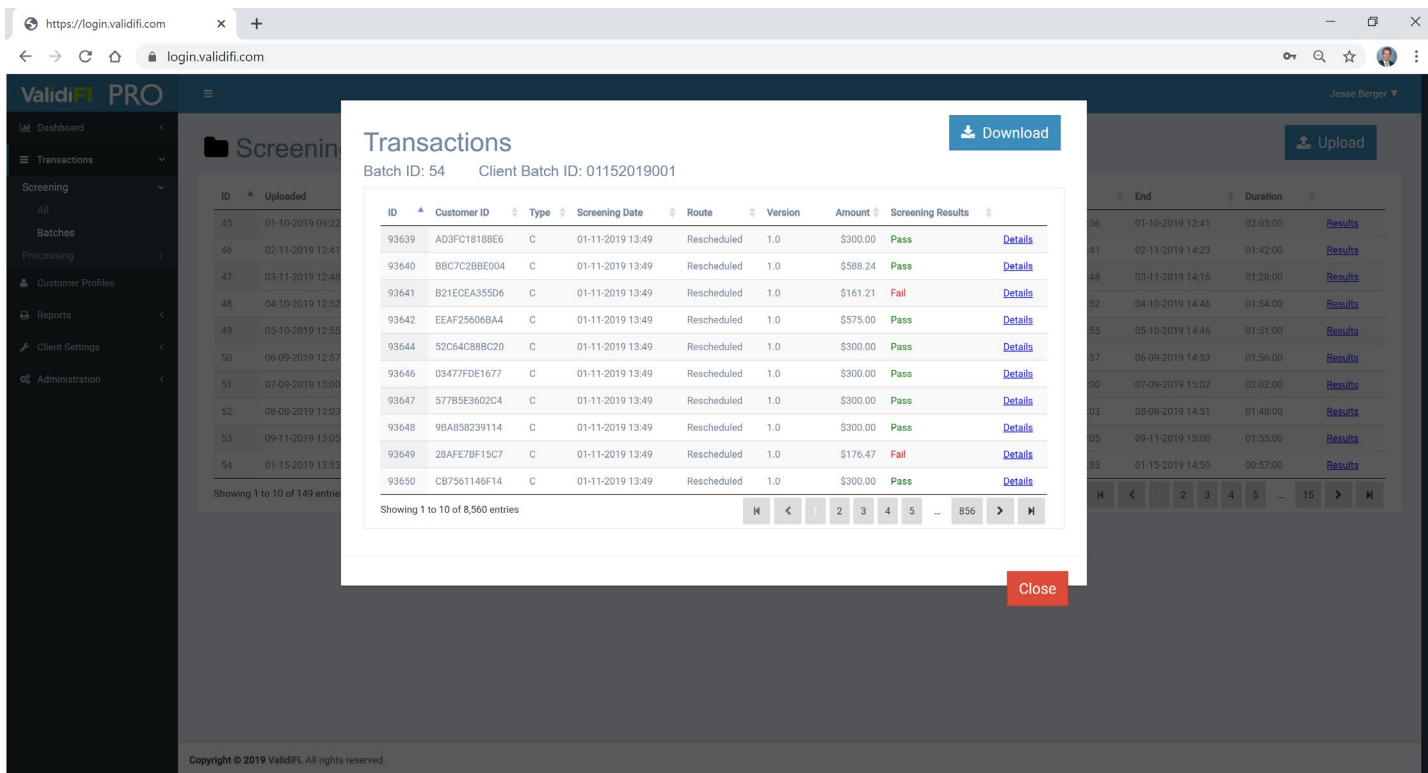 https://login.validifi.com
login.validifi.com
ValidiFI PRO
Jesse Berger
Dashboard
Transactions
Screening
All
Batches
Processing
Customer Profiles
Reports
Client Settings
Administration
Upload
ID Uploaded End Duration
45 01-10-2019 09:22 :36 01-10-2019 12:41 02:05:00 Results
46 02-11-2019 12:41 :41 02-11-2019 14:23 01:42:00 Results
47 03-11-2019 12:48 :48 03-11-2019 14:16 01:28:00 Results
48 04-10-2019 12:52 :52 04-10-2019 14:46 01:54:00 Results
49 05-10-2019 12:55 :55 05-10-2019 14:46 01:51:00 Results
50 06-09-2019 12:57 :57 06-09-2019 14:53 01:56:00 Results
51 07-09-2019 13:00 :00 07-09-2019 15:02 02:02:00 Results
52 08-08-2019 13:03 :03 08-08-2019 14:51 01:48:00 Results
53 09-11-2019 13:05 :05 09-11-2019 15:00 01:55:00 Results
54 01-15-2019 13:53 :53 01-15-2019 14:50 00:57:00 Results
Showing 1 to 10 of 149 entrie
1 2 3 4 5 ... 15
Transactions
Download
Batch ID: 54 Client Batch ID: 01152019001
ID Customer ID Type Screening Date Route Version Amount Screening Results
93639 AD3FC18188E6 C 01-11-2019 13:49 Rescheduled 1.0 $300.00 Pass Details
93640 BBC7C2BBE004 C 01-11-2019 13:49 Rescheduled 1.0 $588.24 Pass Details
93641 B21ECEA355D6 C 01-11-2019 13:49 Rescheduled 1.0 $161.21 Fail Details
93642 EEAF25606BA4 C 01-11-2019 13:49 Rescheduled 1.0 $575.00 Pass Details
93644 52C64C88BC20 C 01-11-2019 13:49 Rescheduled 1.0 $300.00 Pass Details
93646 03477FDE1677 C 01-11-2019 13:49 Rescheduled 1.0 $300.00 Pass Details
93647 577B5E3602C4 C 01-11-2019 13:49 Rescheduled 1.0 $300.00 Pass Details
93648 9BA858239114 C 01-11-2019 13:49 Rescheduled 1.0 $300.00 Pass Details
93649 28AFE7BF15C7 C 01-11-2019 13:49 Rescheduled 1.0 $176.47 Fail Details
93650 CB7561146F14 C 01-11-2019 13:49 Rescheduled 1.0 $300.00 Pass Details
Showing 1 to 10 of 8,560 entries
1 2 3 4 5 ... 856
Close
Copyright © 2019 ValidiFI. All rights reserved.